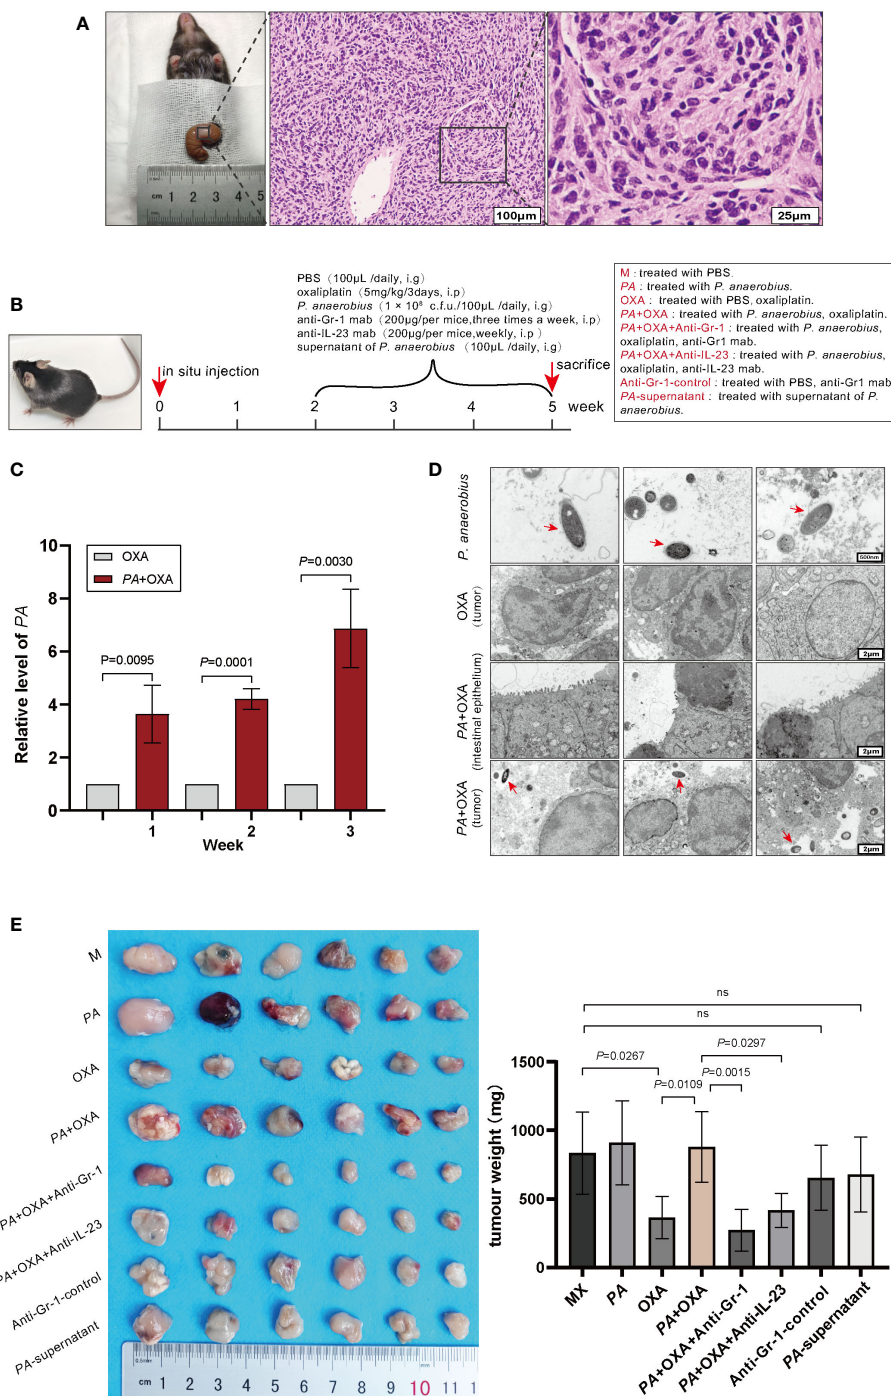 A
cm 1 2 3 4 5
100μm
25μm
B
PBS（100μL /daily, i.g）
oxaliplatin（5mg/kg/3days, i.p）
P. anaerobius（1 × 10⁸ c.f.u./100μL /daily, i.g）
anti-Gr-1 mab（200μg/per mice,three times a week, i.p）
anti-IL-23 mab（200μg/per mice,weekly, i.p ）
supernatant of P. anaerobius （100μL /daily, i.g）
in situ injection
sacrifice
0 1 2 3 4 5 week
M : treated with PBS.
PA : treated with P. anaerobius.
OXA : treated with PBS, oxaliplatin.
PA+OXA : treated with P. anaerobius, oxaliplatin.
PA+OXA+Anti-Gr-1 : treated with P. anaerobius,
oxaliplatin, anti-Gr1 mab.
PA+OXA+Anti-IL-23 : treated with P. anaerobius,
oxaliplatin, anti-IL-23 mab.
Anti-Gr-1-control : treated with PBS, anti-Gr1 mab
PA-supernatant : treated with supernatant of P.
anaerobius.
C
Relative level of PA
10
8
6
4
2
0
OXA
PA+OXA
P=0.0095
P=0.0001
P=0.0030
1 2 3
Week
D
P. anaerobius
500nm
OXA
(tumor)
2μm
PA+OXA
(intestinal epithelium)
2μm
PA+OXA
(tumor)
2μm
E
M
PA
OXA
PA+OXA
PA+OXA+Anti-Gr-1
PA+OXA+Anti-IL-23
Anti-Gr-1-control
PA-supernatant
0.5mm
mm
cm 1 2 3 4 5 6 7 8 9 10 11 1
tumour weight (mg)
1500
1000
500
0
ns
ns
P=0.0297
P=0.0267
P=0.0015
P=0.0109
MX
PA
OXA
PA+OXA
PA+OXA+Anti-Gr-1
PA+OXA+Anti-IL-23
Anti-Gr-1-control
PA-supernatant